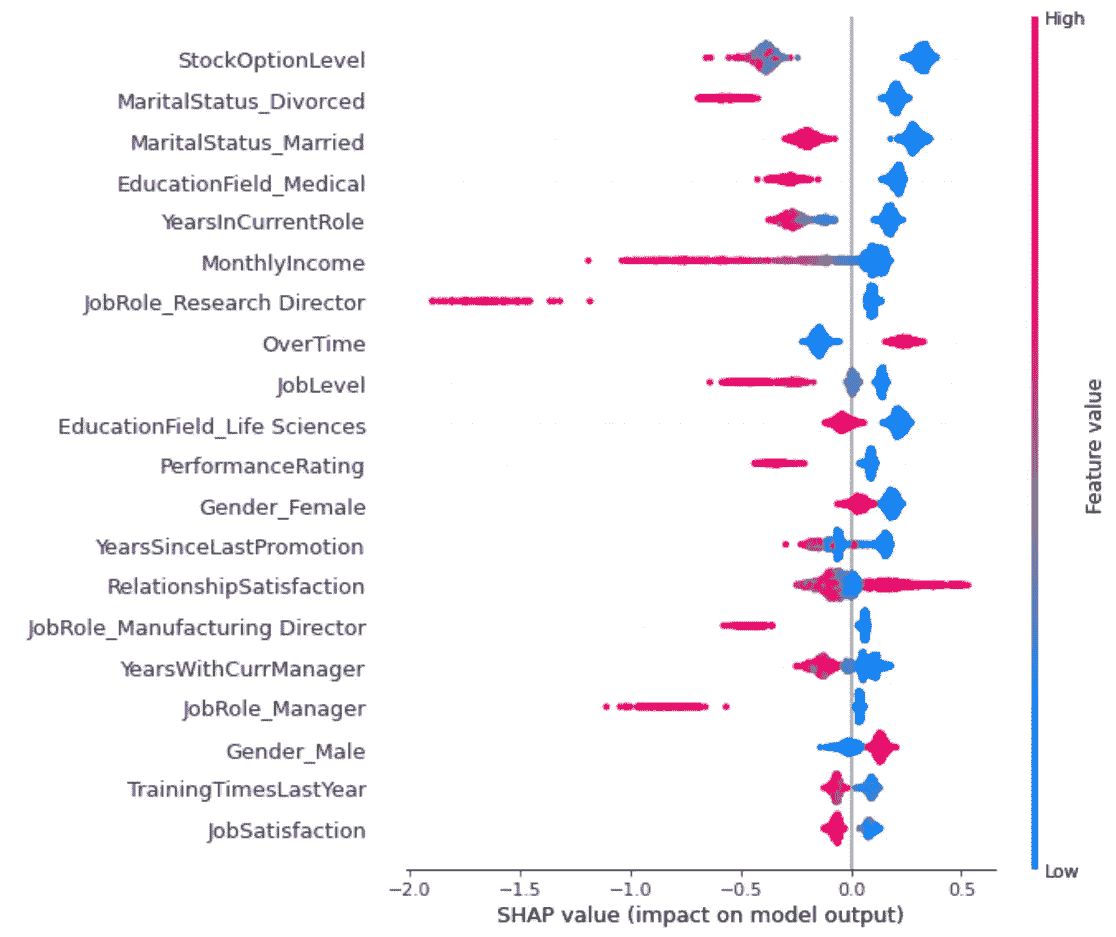 High
StockOptionLevel
MaritalStatus_Divorced
MaritalStatus_Married
EducationField_Medical
YearsInCurrentRole
MonthlyIncome
JobRole_Research Director
OverTime
JobLevel
EducationField_Life Sciences
PerformanceRating
Gender_Female
YearsSinceLastPromotion
RelationshipSatisfaction
JobRole_Manufacturing Director
YearsWithCurrManager
JobRole_Manager
Gender_Male
TrainingTimesLastYear
JobSatisfaction
Feature value
Low
−2.0 −1.5 −1.0 −0.5 0.0 0.5
SHAP value (impact on model output)